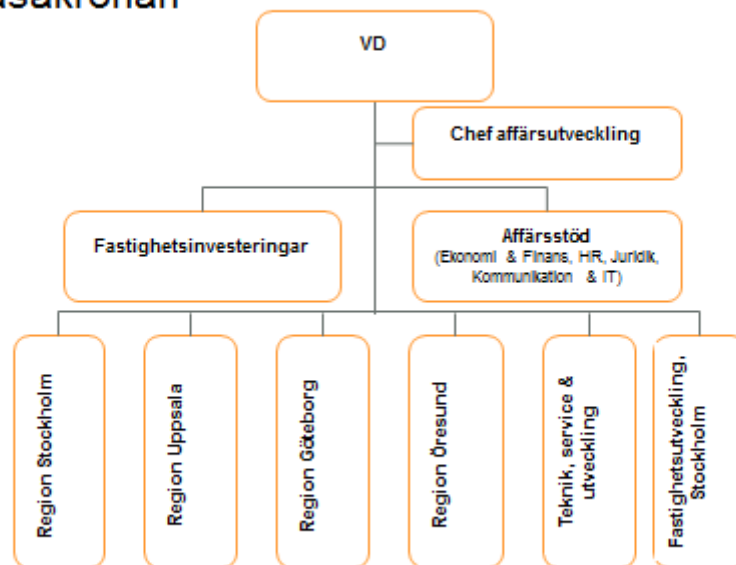 VD
Chef affärsutveckling
Fastighetsinvesteringar
Affärsstöd
(Ekonomi & Finans, HR, Juridik,
Kommunikation & IT)
Region Stockholm
Region Uppsala
Region Göteborg
Region Öresund
Teknik, service &
utveckling
Fastighetsutveckling,
Stockholm